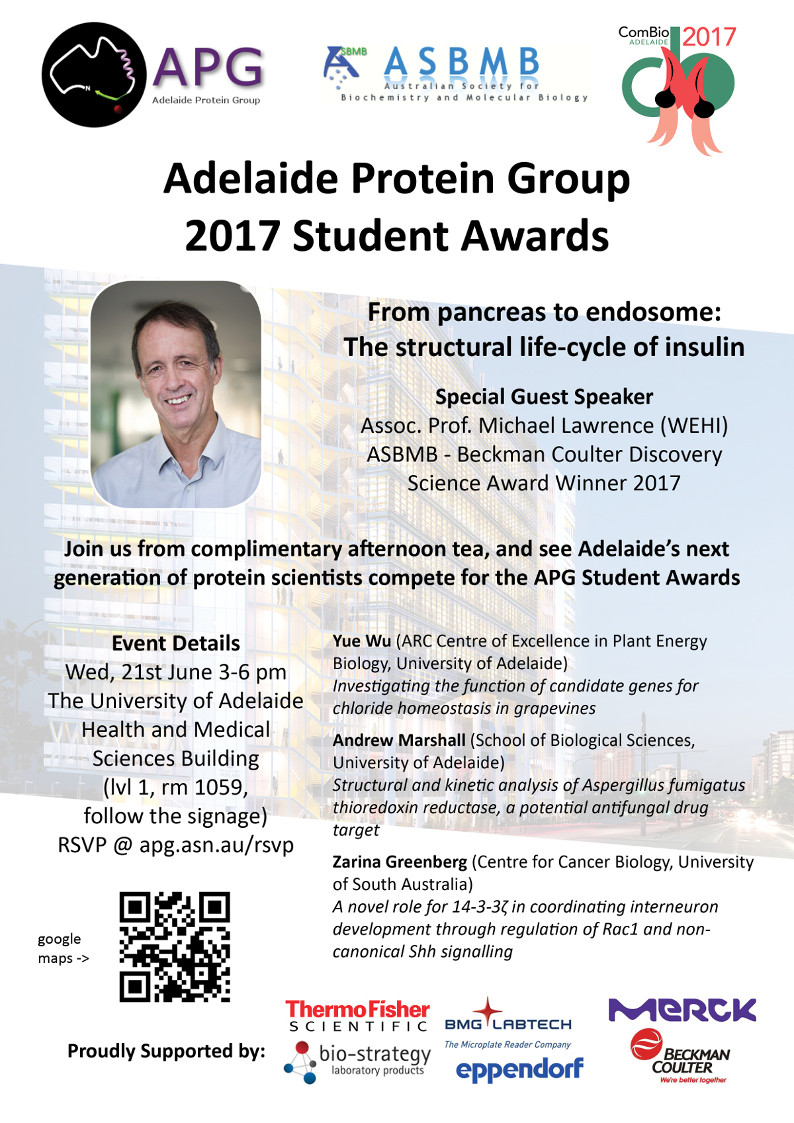 APG
Adelaide Protein Group
N
SBMB
ASBMB
Australian Society for
Biochemistry and Molecular Biology
ComBio 2017
ADELAIDE
Adelaide Protein Group
2017 Student Awards
From pancreas to endosome:
The structural life-cycle of insulin
Special Guest Speaker
Assoc. Prof. Michael Lawrence (WEHI)
ASBMB - Beckman Coulter Discovery
Science Award Winner 2017
Join us from complimentary afternoon tea, and see Adelaide’s next
generation of protein scientists compete for the APG Student Awards
Event Details
Wed, 21st June 3-6 pm
The University of Adelaide
Health and Medical
Sciences Building
(lvl 1, rm 1059,
follow the signage)
RSVP @ apg.asn.au/rsvp
google
maps ->
Yue Wu (ARC Centre of Excellence in Plant Energy
Biology, University of Adelaide)
Investigating the function of candidate genes for
chloride homeostasis in grapevines
Andrew Marshall (School of Biological Sciences,
University of Adelaide)
Structural and kinetic analysis of Aspergillus fumigatus
thioredoxin reductase, a potential antifungal drug
target
Zarina Greenberg (Centre for Cancer Biology, University
of South Australia)
A novel role for 14-3-3ζ in coordinating interneuron
development through regulation of Rac1 and non-
canonical Shh signalling
Proudly Supported by:
ThermoFisher
SCIENTIFIC
bio-strategy
laboratory products
BMG LABTECH
The Microplate Reader Company
eppendorf
MERCK
BECKMAN
COULTER
We're better together